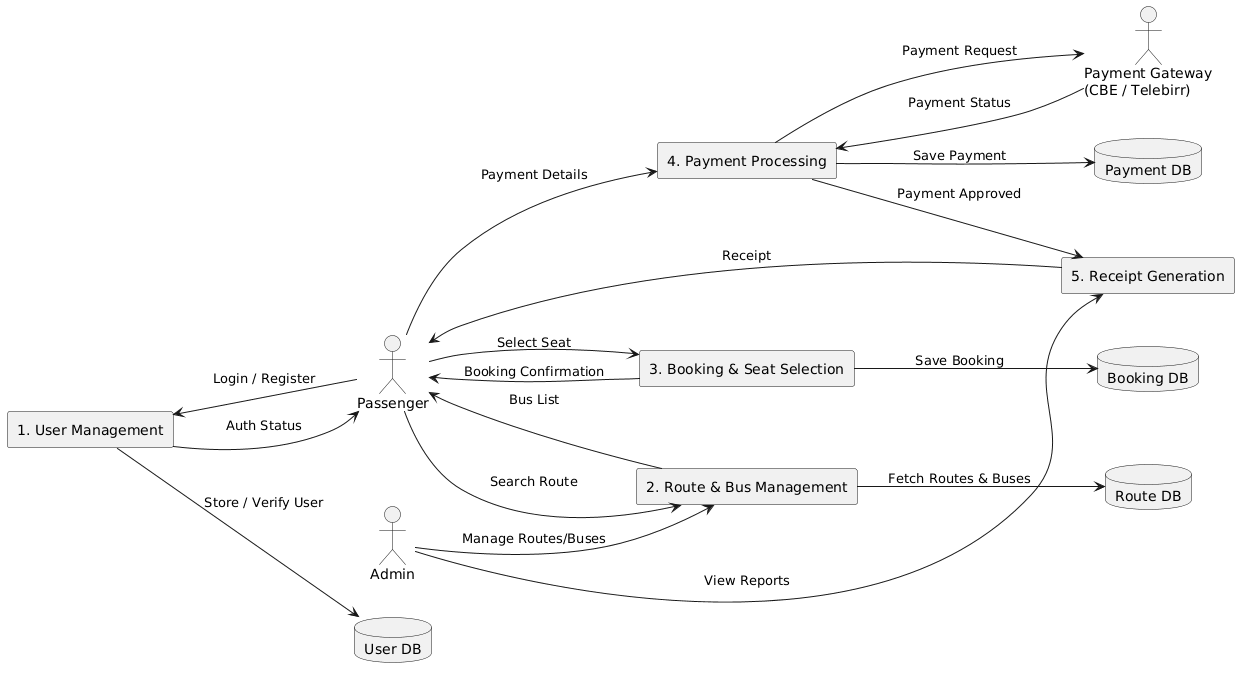 Payment Request
Payment Gateway
(CBE / Telebirr)
Payment Status
4. Payment Processing
Save Payment
Payment DB
Payment Details
Payment Approved
Receipt
5. Receipt Generation
Select Seat
3. Booking & Seat Selection
Save Booking
Booking DB
Booking Confirmation
Login / Register
Passenger
Bus List
1. User Management
Auth Status
Search Route
2. Route & Bus Management
Fetch Routes & Buses
Route DB
Store / Verify User
Manage Routes/Buses
Admin
View Reports
User DB